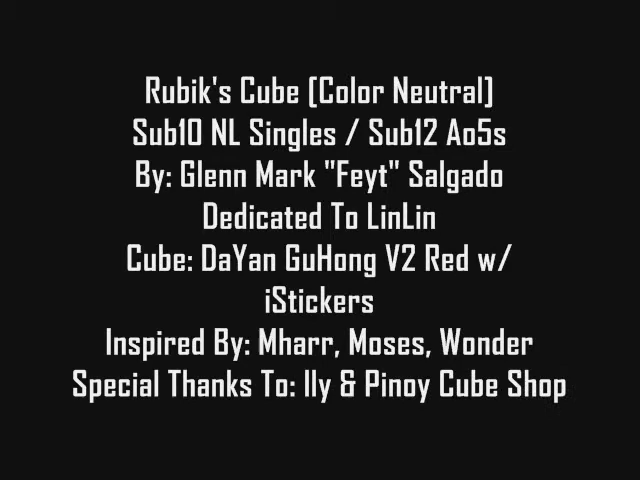 Rubik's Cube [Color Neutral]
Sub10 NL Singles / Sub12 Ao5s
By: Glenn Mark "Feyt" Salgado
Dedicated To LinLin
Cube: DaYan GuHong V2 Red w/
iStickers
Inspired By: Mharr, Moses, Wonder
Special Thanks To: Ily & Pinoy Cube Shop